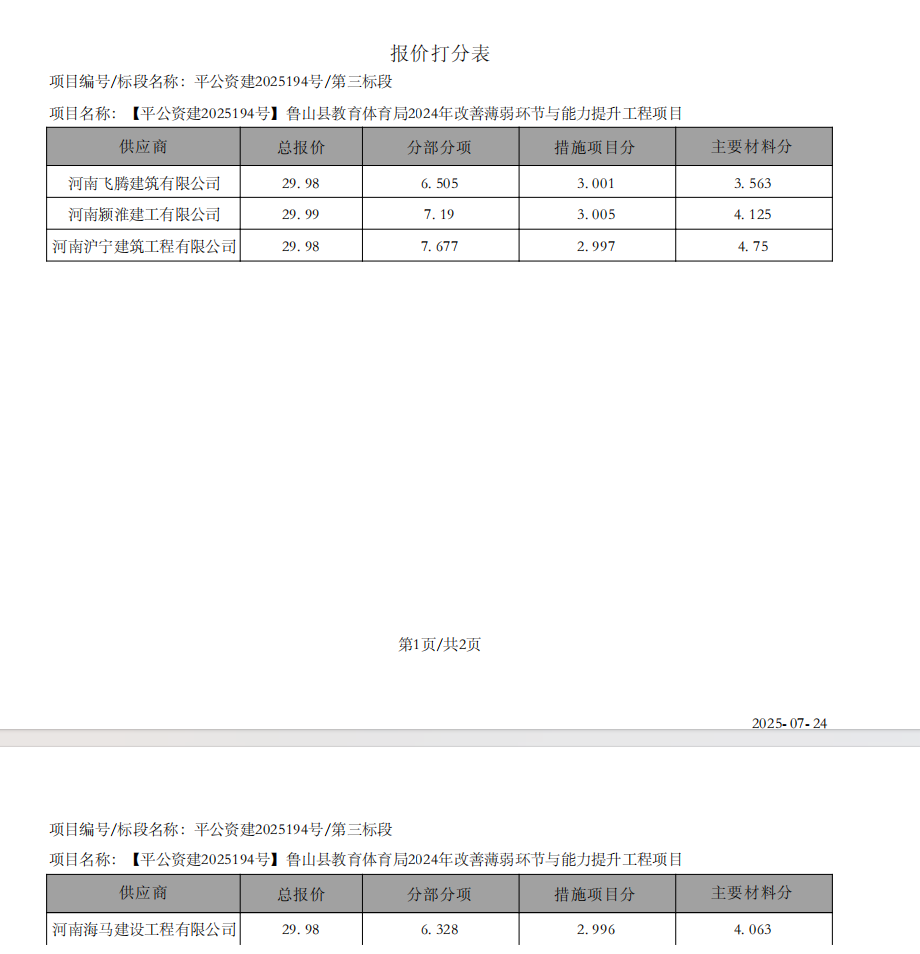 报价打分表
项目编号/标段名称：平公资建2025194号/第三标段
项目名称：【平公资建2025194号】鲁山县教育体育局2024年改善薄弱环节与能力提升工程项目
供应商 总报价 分部分项 措施项目分 主要材料分
河南飞腾建筑有限公司 29.98 6.505 3.001 3.563
河南颍淮建工有限公司 29.99 7.19 3.005 4.125
河南沪宁建筑工程有限公司 29.98 7.677 2.997 4.75
第1页/共2页
2025-07-24
项目编号/标段名称：平公资建2025194号/第三标段
项目名称：【平公资建2025194号】鲁山县教育体育局2024年改善薄弱环节与能力提升工程项目
供应商 总报价 分部分项 措施项目分 主要材料分
河南海马建设工程有限公司 29.98 6.328 2.996 4.063